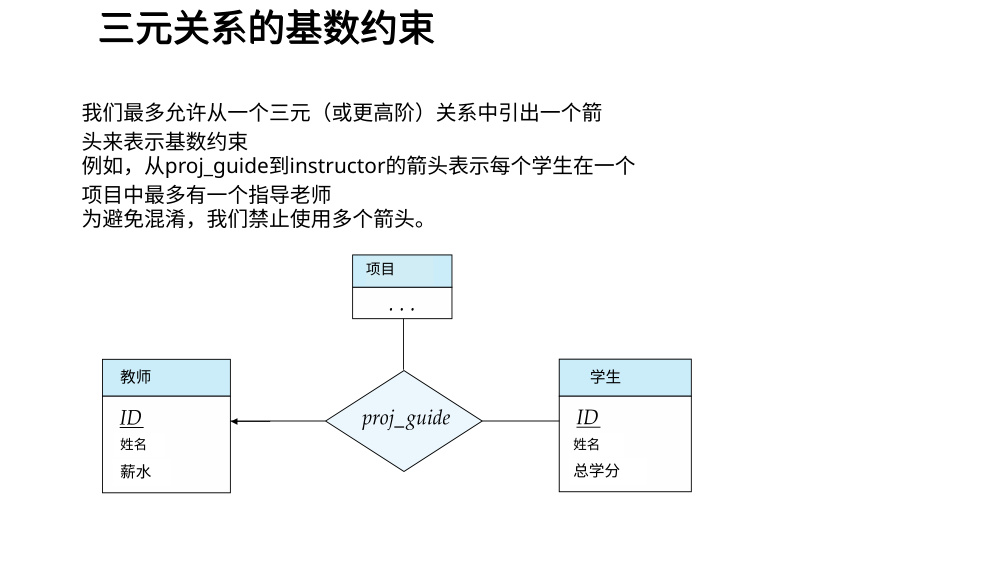 三元关系的基数约束
我们最多允许从一个三元（或更高阶）关系中引出一个箭
头来表示基数约束
例如，从proj_guide到instructor的箭头表示每个学生在一个
项目中最多有一个指导老师
为避免混淆，我们禁止使用多个箭头。
项目
. . .
教师
ID
姓名
薪水
proj_guide
学生
ID
姓名
总学分